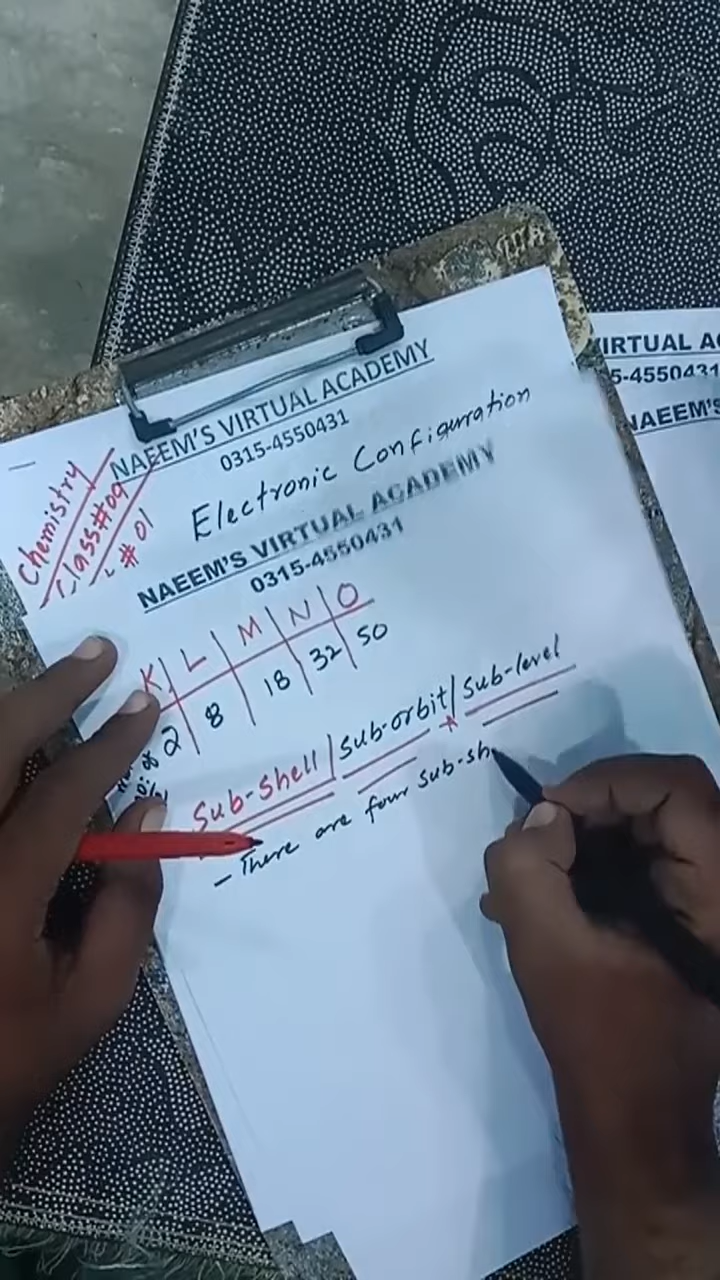 NAEEM'S VIRTUAL ACADEMY
0315-4550431
Chemistry
Class#09
L #01
Electronic Configuration
NAEEM'S VIRTUAL ACADEMY
0315-4550431
K L M N O
2 8 18 32 50
Sub-Shell / Sub-orbit / Sub-level
- There are four sub-sh
VIRTUAL A
5-4550431
NAEEM'S